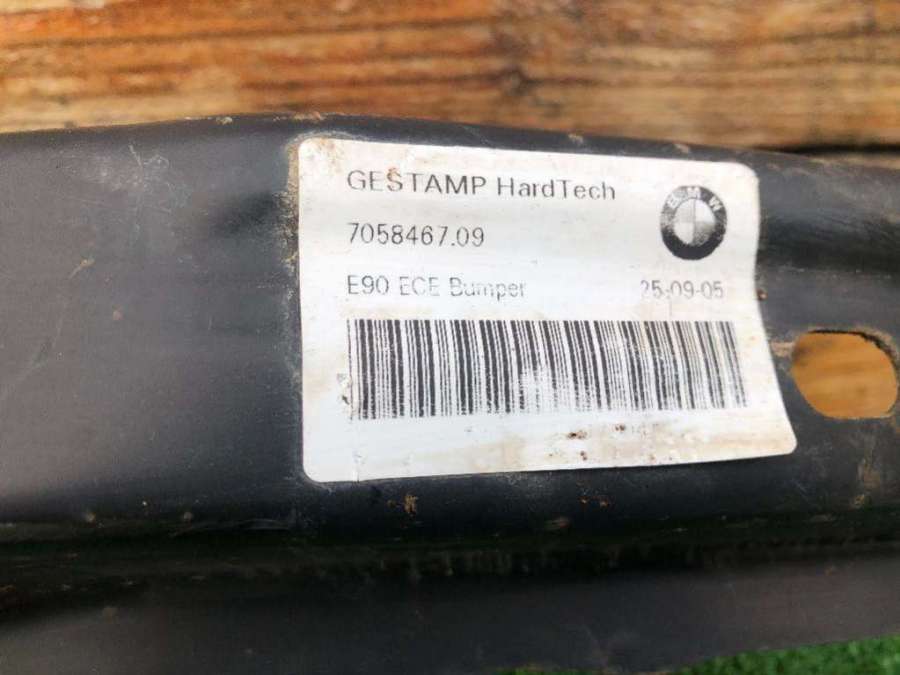 GESTAMP HardTech
BMW
7058467.09
E90 ECE Bumper
25-09-05